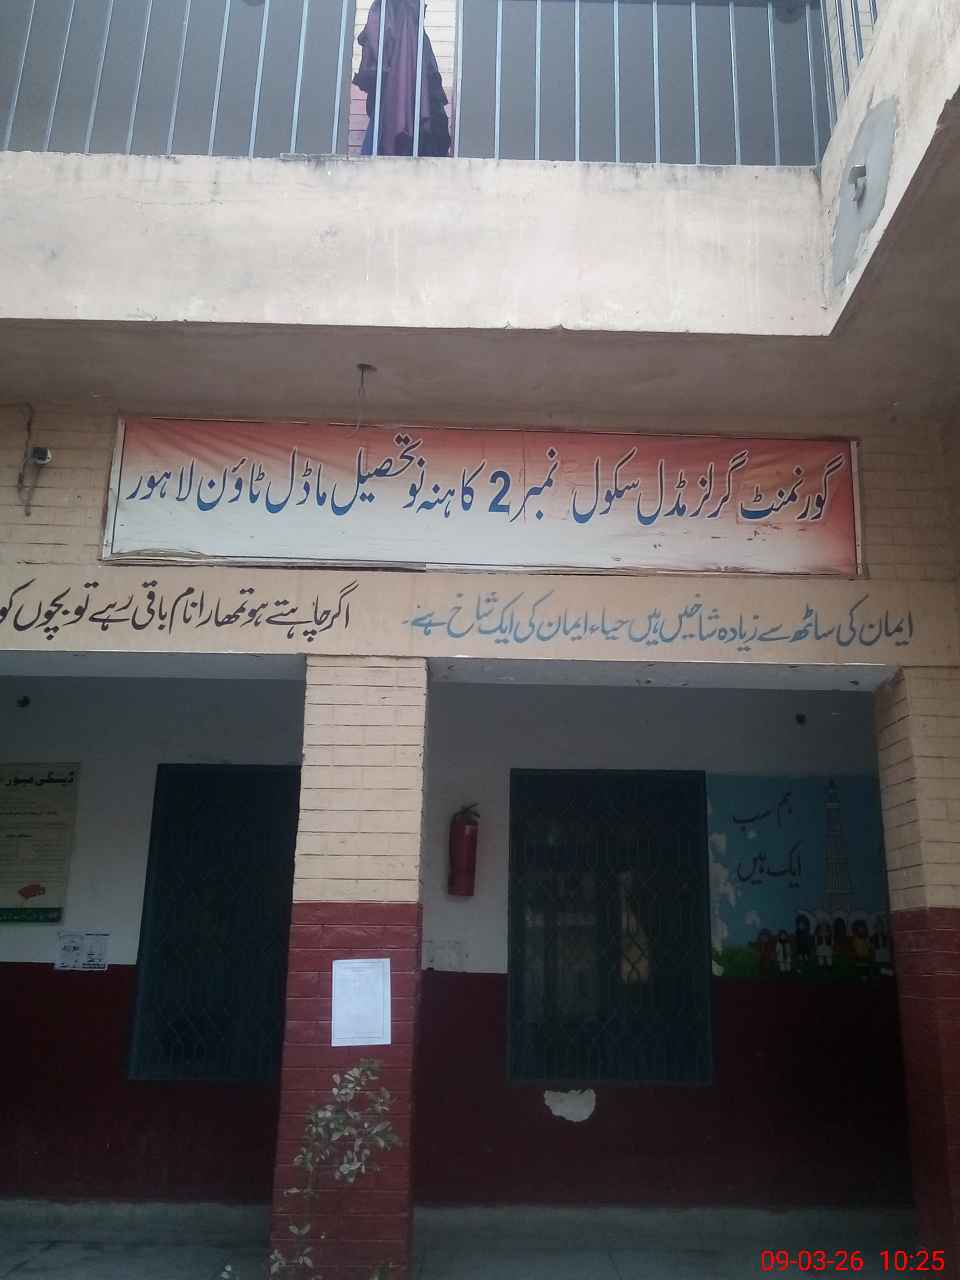 گورنمنٹ گرلز مڈل سکول نمبر 2 کاہنہ نو تحصیل ماڈل ٹاؤن لاہور
ایمان کی ساٹھ سے زیادہ شاخیں ہیں حیاء ایمان کی ایک شاخ ہے۔
اگر چاہتے ہو تمھارا نام باقی رہے تو بچوں کو
ہم سب
ایک ہیں
09-03-26 10:25